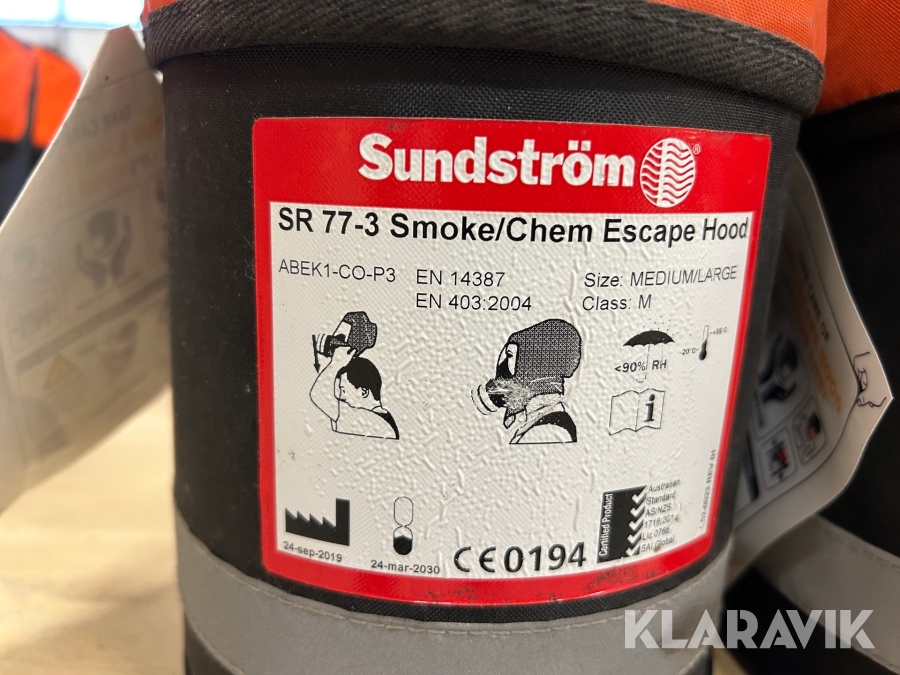 Sundström®
SR 77-3 Smoke/Chem Escape Hood
ABEK1-CO-P3 EN 14387 Size: MEDIUM/LARGE
EN 403:2004 Class: M
-20°C
<90% RH
i
Certified Product
Australian
Standard
AS/NZS
1716:2012
Lic 0766
SAI Global
24-sep-2019
24-mar-2030
CE0194
KLARAVIK